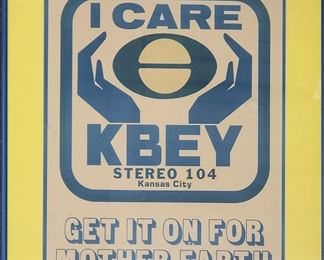 I CARE
KBEY
STEREO 104
Kansas City
GET IT ON FOR
MOTHER EARTH